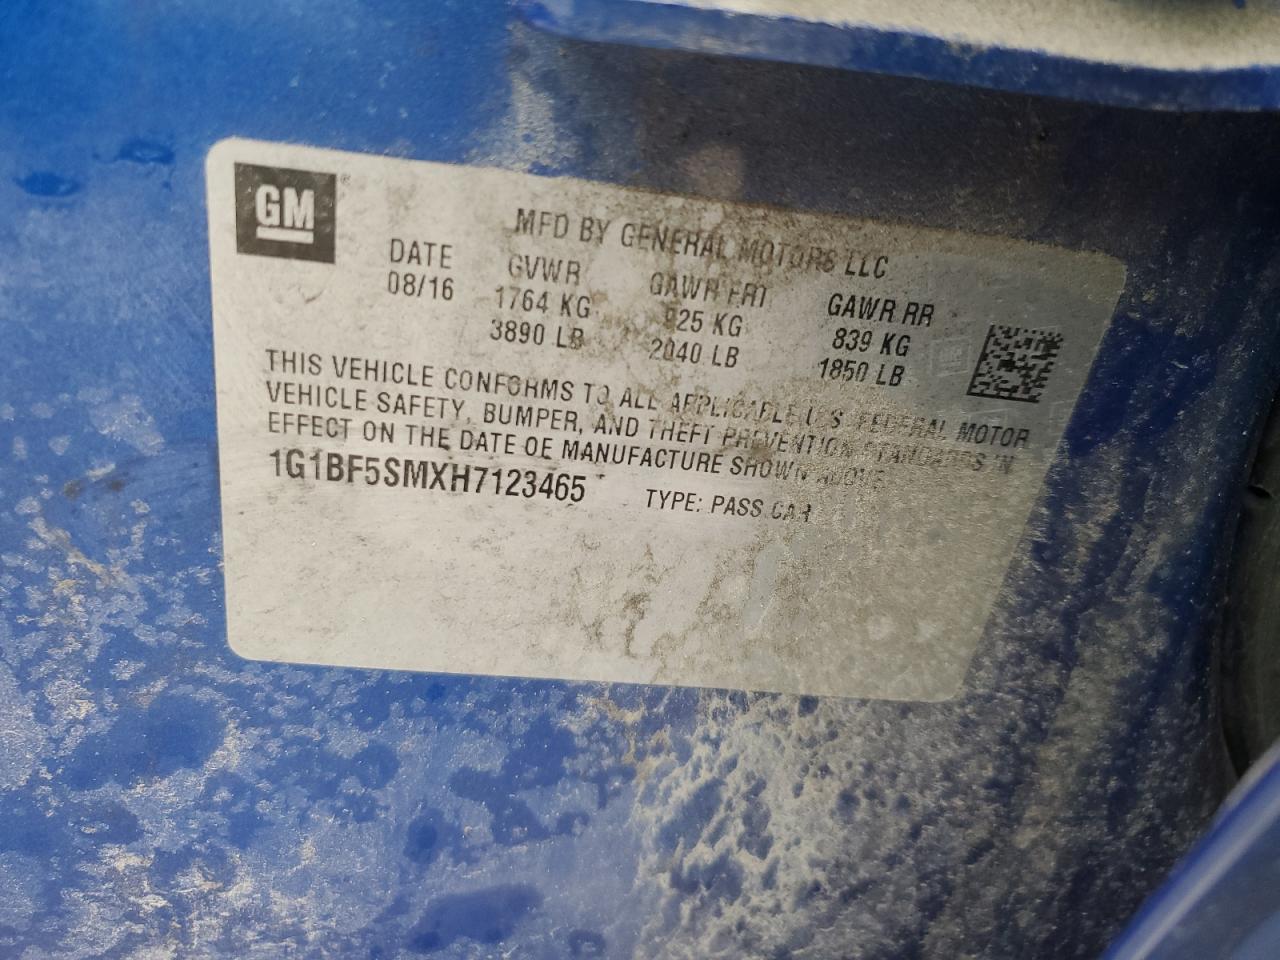 GM
MFD BY GENERAL MOTORS LLC
DATE GVWR GAWR FRT GAWR RR
08/16 1764 KG 925 KG 839 KG
3890 LB 2040 LB 1850 LB
THIS VEHICLE CONFORMS TO ALL APPLICABLE U.S. FEDERAL MOTOR
VEHICLE SAFETY, BUMPER, AND THEFT PREVENTION STANDARDS IN
EFFECT ON THE DATE OF MANUFACTURE SHOWN ABOVE
1G1BF5SMXH7123465 TYPE: PASS CAR